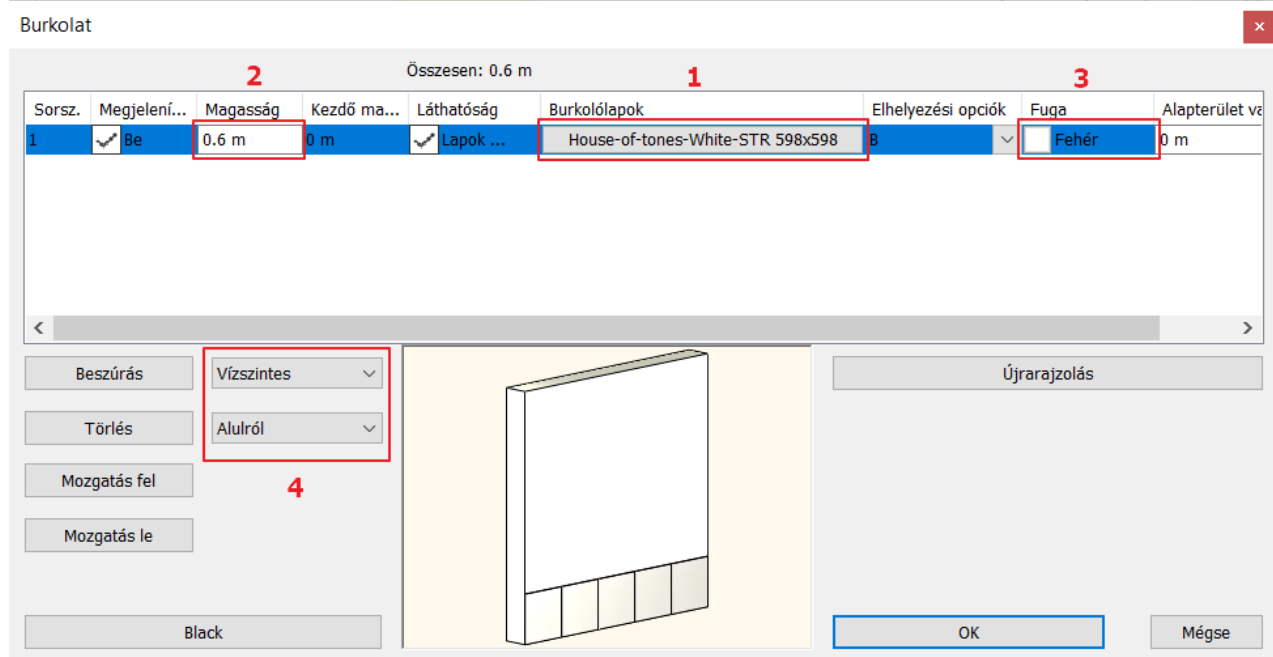 Burkolat
Összesen: 0.6 m
2
1
3
Sorsz. Megjelení... Magasság Kezdő ma... Láthatóság Burkolólapok Elhelyezési opciók Fuga Alapterület va
1 Be 0.6 m 0 m Lapok ... House-of-tones-White-STR 598x598 B Fehér 0 m
Beszúrás Vízszintes Újrarajzolás
Törlés Alulról
Mozgatás fel
4
Mozgatás le
Black OK Mégse